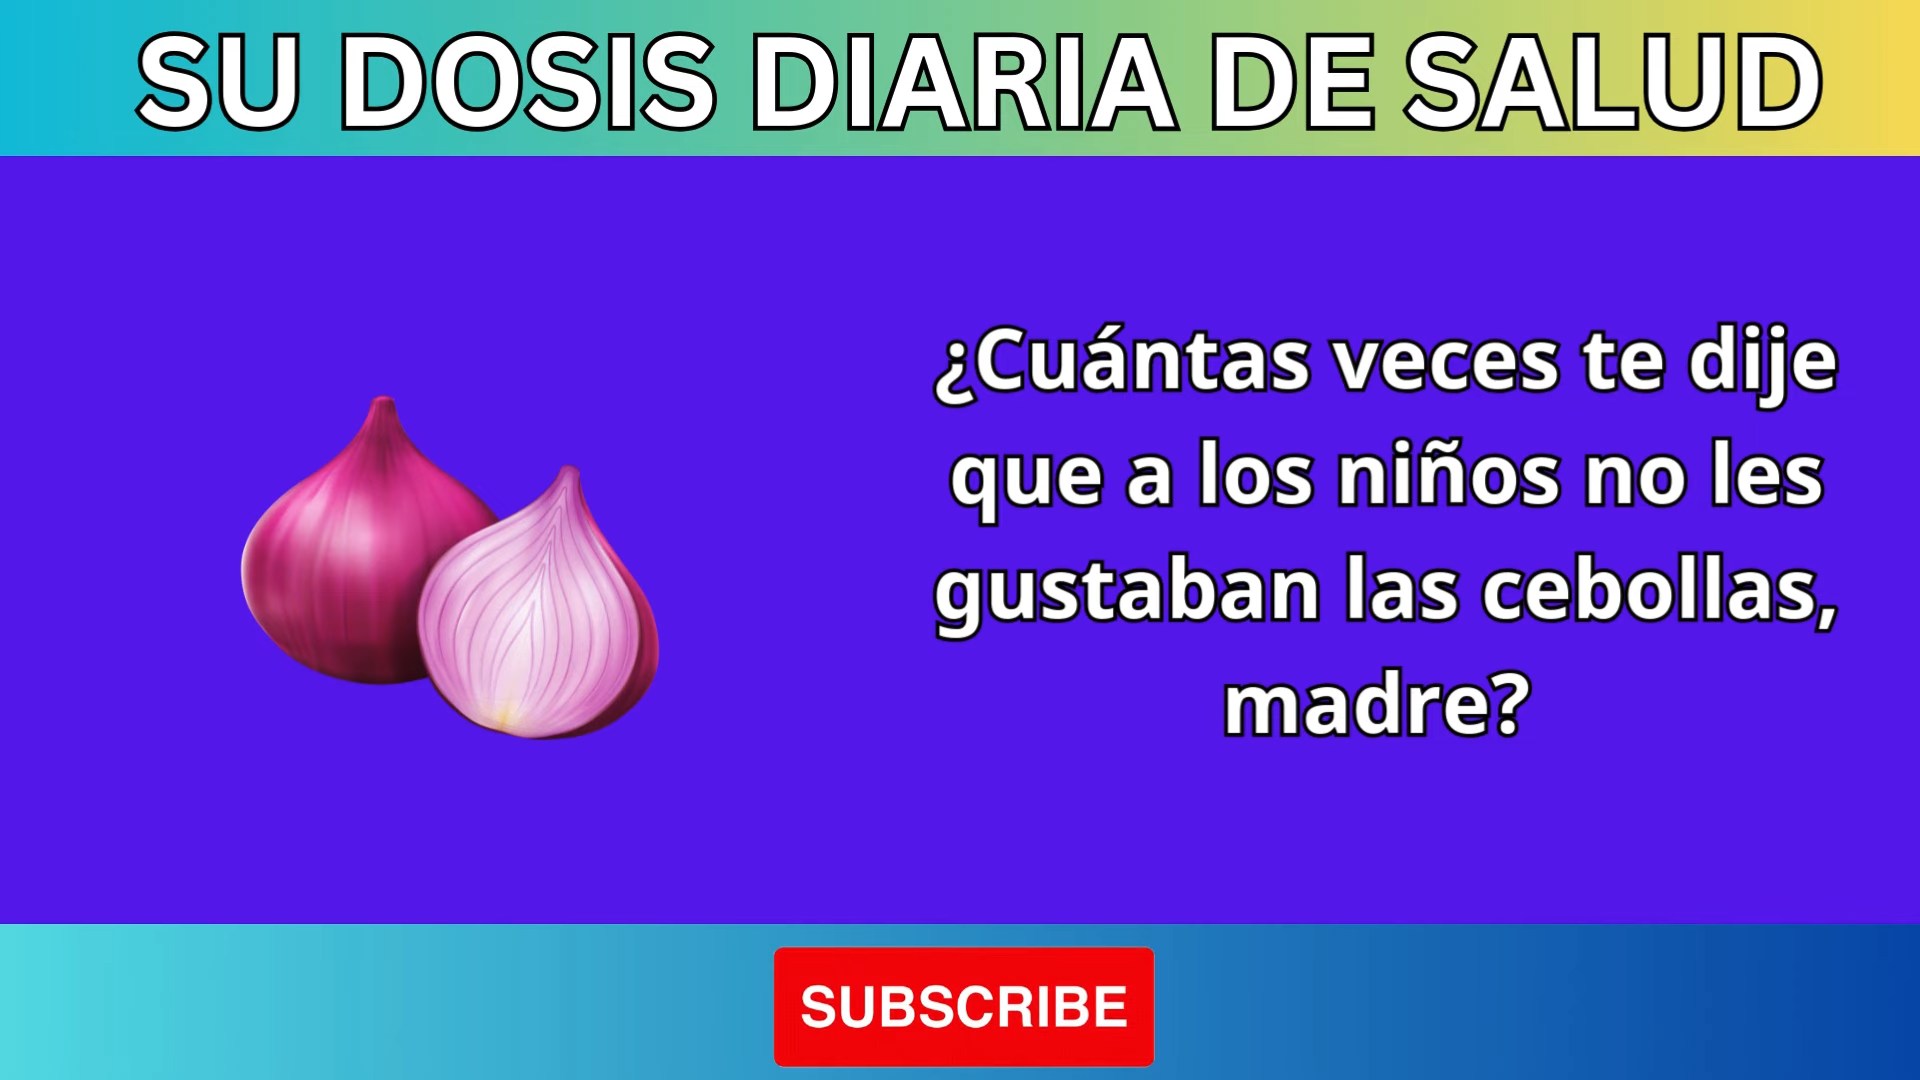 SU DOSIS DIARIA DE SALUD
¿Cuántas veces te dije
que a los niños no les
gustaban las cebollas,
madre?
SUBSCRIBE